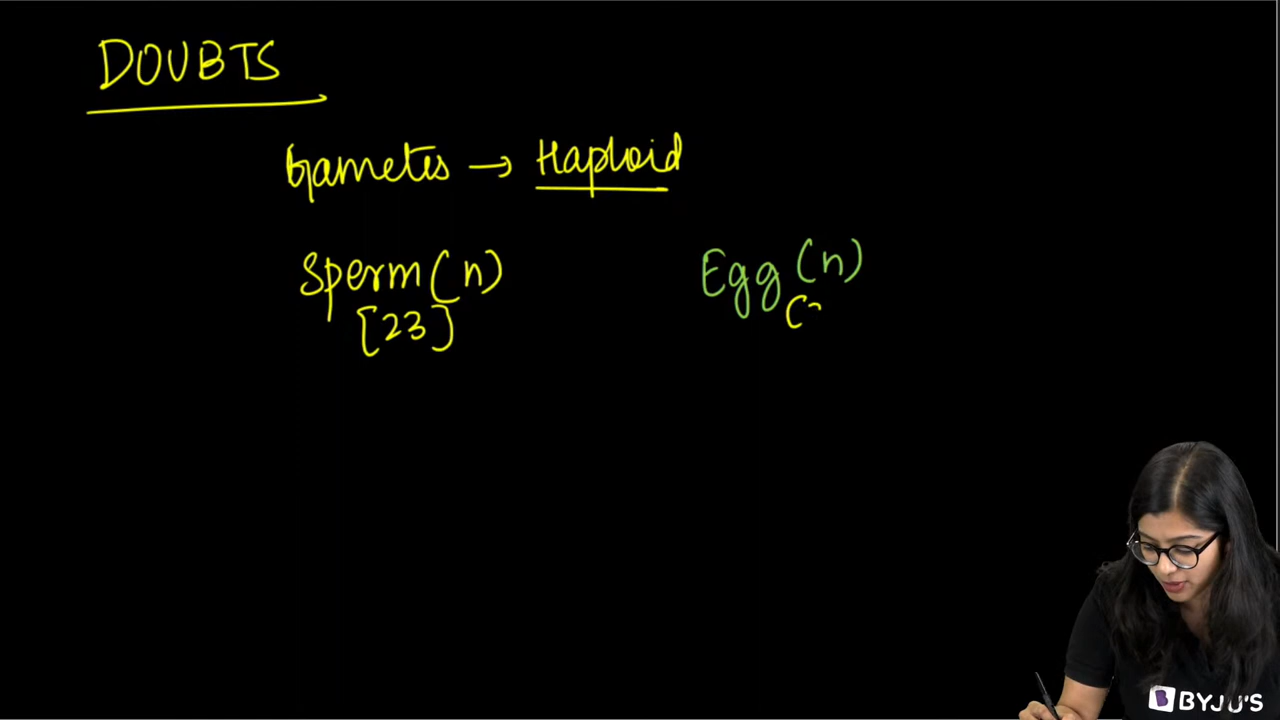 DOUBTS
Gametes → Haploid
Sperm (n) Egg (n)
[23] (
BYJU'S